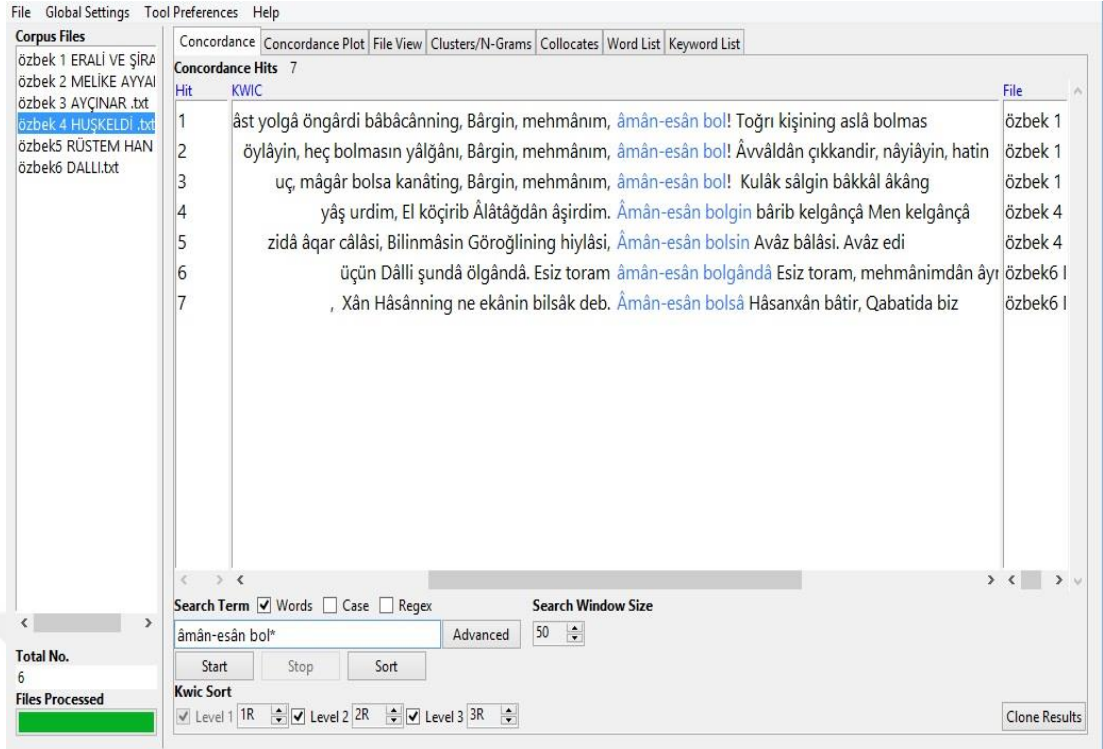 File Global Settings Tool Preferences Help
Corpus Files
özbek 1 ERALİ VE ŞİRA
özbek 2 MELİKE AYYAI
özbek 3 AYÇINAR .txt
özbek 4 HUŞKELDİ .txt
özbek5 RÜSTEM HAN
özbek6 DALLI.txt
Total No.
6
Files Processed
Concordance Concordance Plot File View Clusters/N-Grams Collocates Word List Keyword List
Concordance Hits 7
Hit KWIC File
1 âst yolgâ öngârdi bâbâcânning, Bârgin, mehmânım, âmân-esân bol! Toğrı kişining aslâ bolmas özbek 1
2 öylâyin, heç bolmasın yâlğânı, Bârgin, mehmânım, âmân-esân bol! Âvvâldân çıkkandir, nâyiâyin, hatin özbek 1
3 uç, mâgâr bolsa kanâting, Bârgin, mehmânım, âmân-esân bol! Kulâk sâlgin bâkkâl âkâng özbek 1
4 yâş urdim, El köçirib Âlâtâğdân âşirdim. Âmân-esân bolgin bârib kelgânçâ Men kelgânçâ özbek 4
5 zidâ âqar câlâsi, Bilinmâsin Göroğlining hiylâsi, Âmân-esân bolsin Avâz bâlâsi. Avâz edi özbek 4
6 üçün Dâlli şundâ ölgândâ. Esiz toram âmân-esân bolgândâ Esiz toram, mehmânimdân âyr özbek6 I
7 , Xân Hâsânning ne ekânin bilsâk deb. Âmân-esân bolsâ Hâsanxân bâtir, Qabatida biz özbek6 I
Search Term Words Case Regex Search Window Size
âmân-esân bol* Advanced 50
Start Stop Sort
Kwic Sort
Level 1 1R Level 2 2R Level 3 3R Clone Results